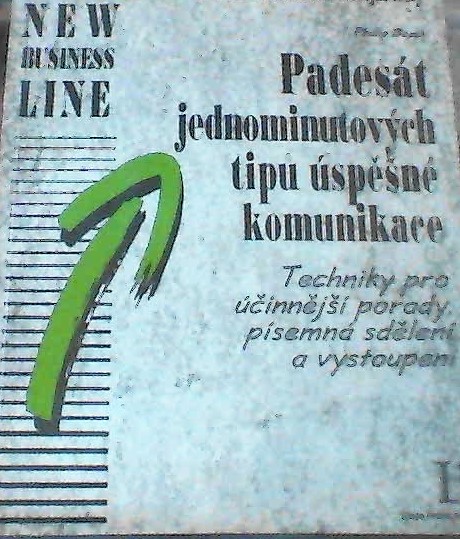 NEW
BUSINESS
LINE
Padesát
jednominutových
tipů úspěšné
komunikace
Techniky pro
účinnější porady,
písemná sdělení
a vystoupení